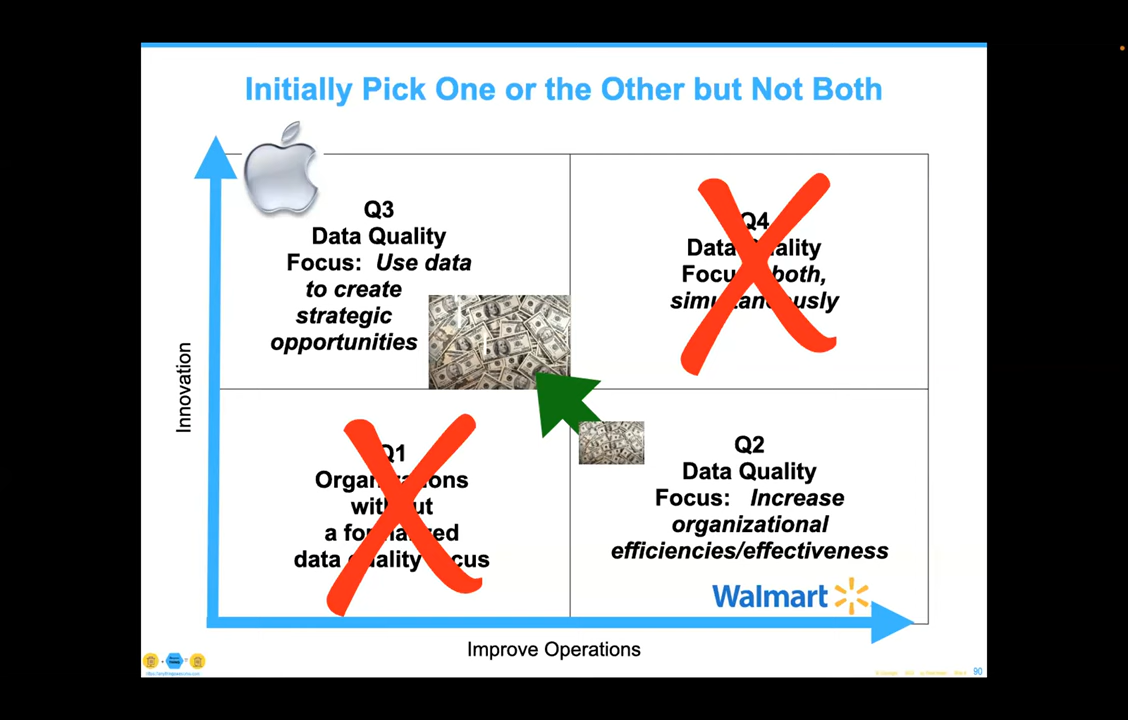 Initially Pick One or the Other but Not Both
Q3
Data Quality
Focus: Use data
to create
strategic
opportunities
Q4
Data Quality
Focus: both,
simultaneously
Innovation
Q1
Organizations
without
a formalized
data quality focus
Q2
Data Quality
Focus: Increase
organizational
efficiencies/effectiveness
Walmart
Improve Operations
90